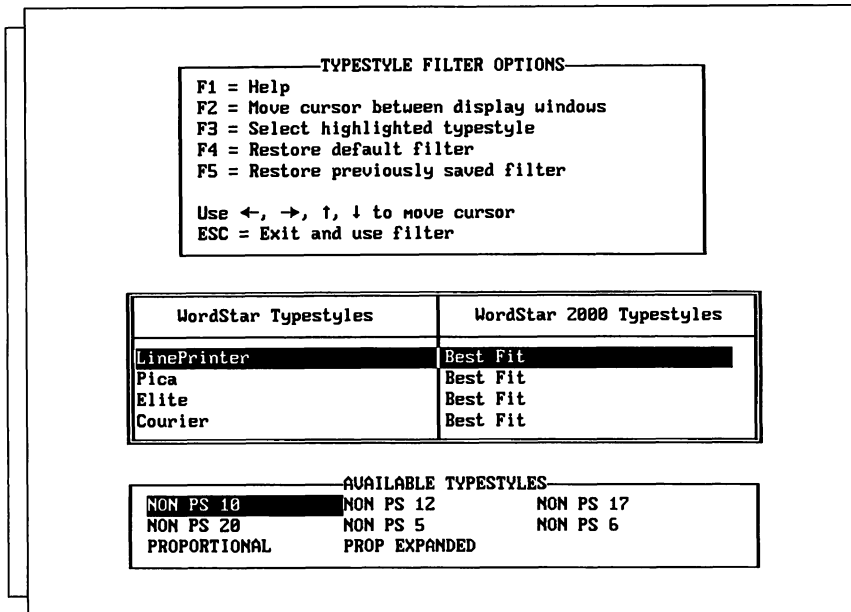 TYPESTYLE FILTER OPTIONS
F1 = Help
F2 = Move cursor between display windows
F3 = Select highlighted typestyle
F4 = Restore default filter
F5 = Restore previously saved filter
Use ←, →, ↑, ↓ to move cursor
ESC = Exit and use filter
WordStar Typestyles WordStar 2000 Typestyles
LinePrinter Best Fit
Pica Best Fit
Elite Best Fit
Courier Best Fit
AVAILABLE TYPESTYLES
NON PS 10 NON PS 12 NON PS 17
NON PS 20 NON PS 5 NON PS 6
PROPORTIONAL PROP EXPANDED